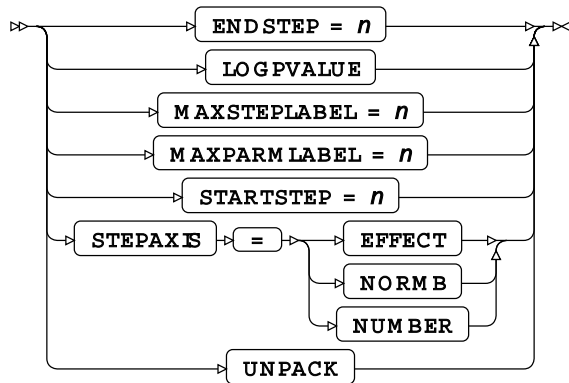 ENDSTEP = n
LOGPVALUE
MAXSTEPLABEL = n
MAXPARMLABEL = n
STARTSTEP = n
STEPAXIS = EFFECT
NORMB
NUMBER
UNPACK